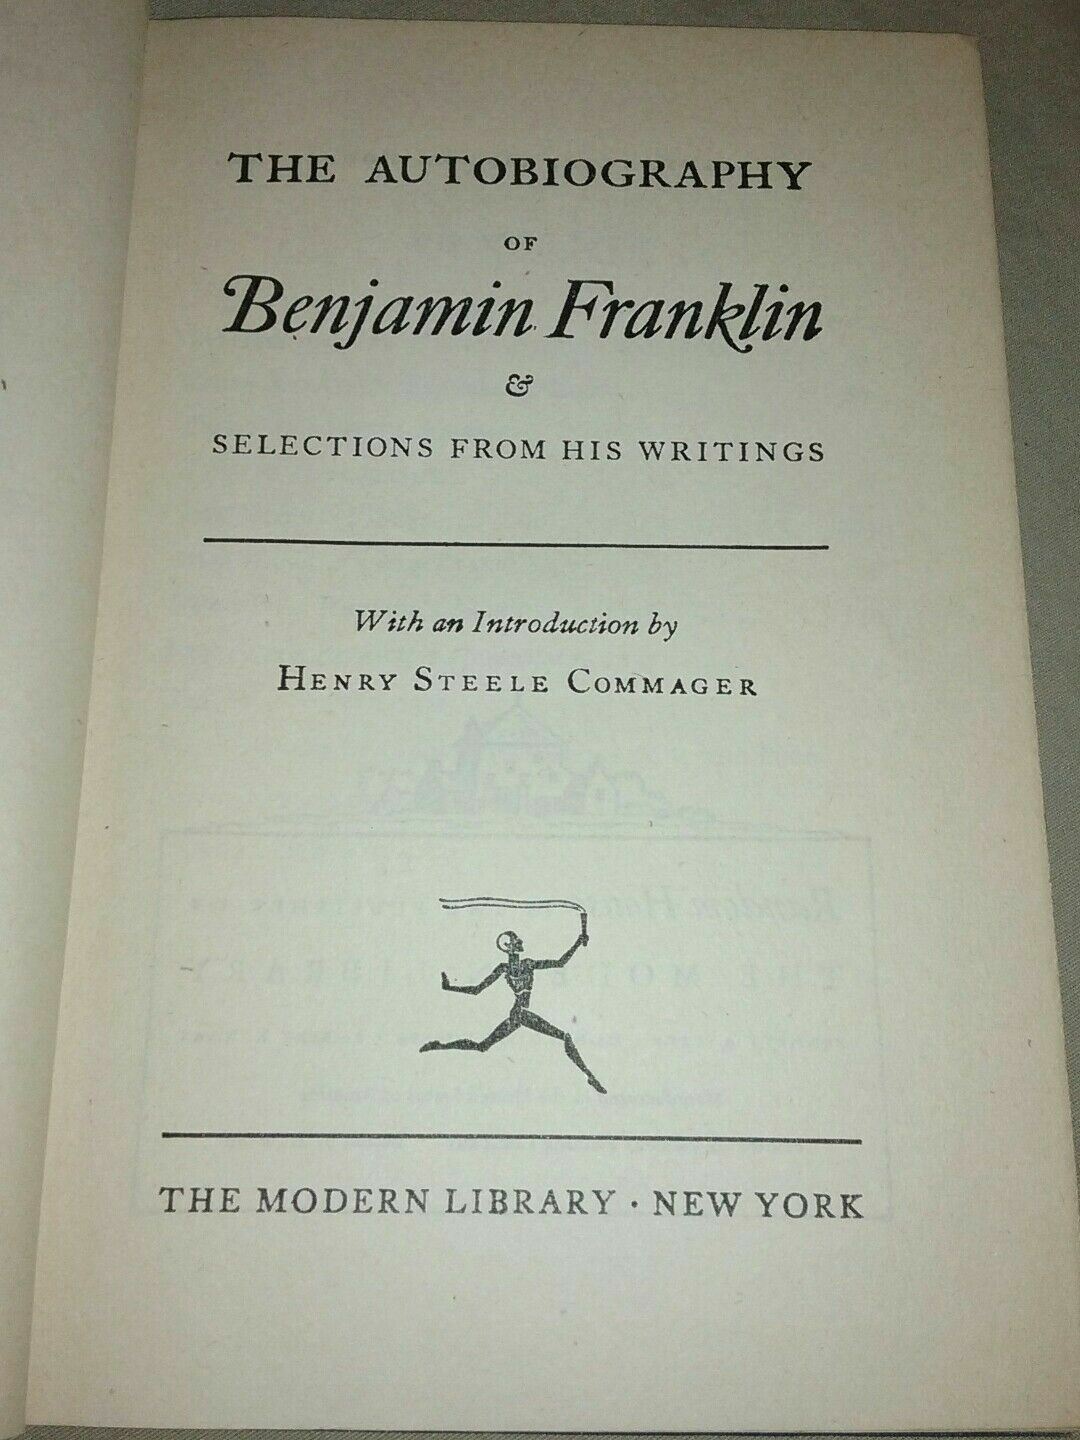 THE AUTOBIOGRAPHY
OF
Benjamin Franklin
&
SELECTIONS FROM HIS WRITINGS
With an Introduction by
HENRY STEELE COMMAGER
THE MODERN LIBRARY · NEW YORK